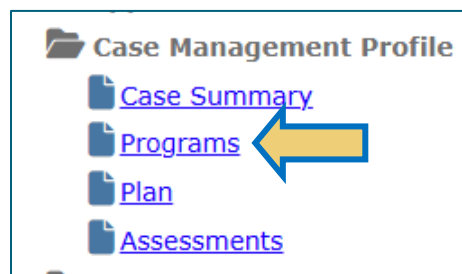 Case Management Profile
Case Summary
Programs
Plan
Assessments